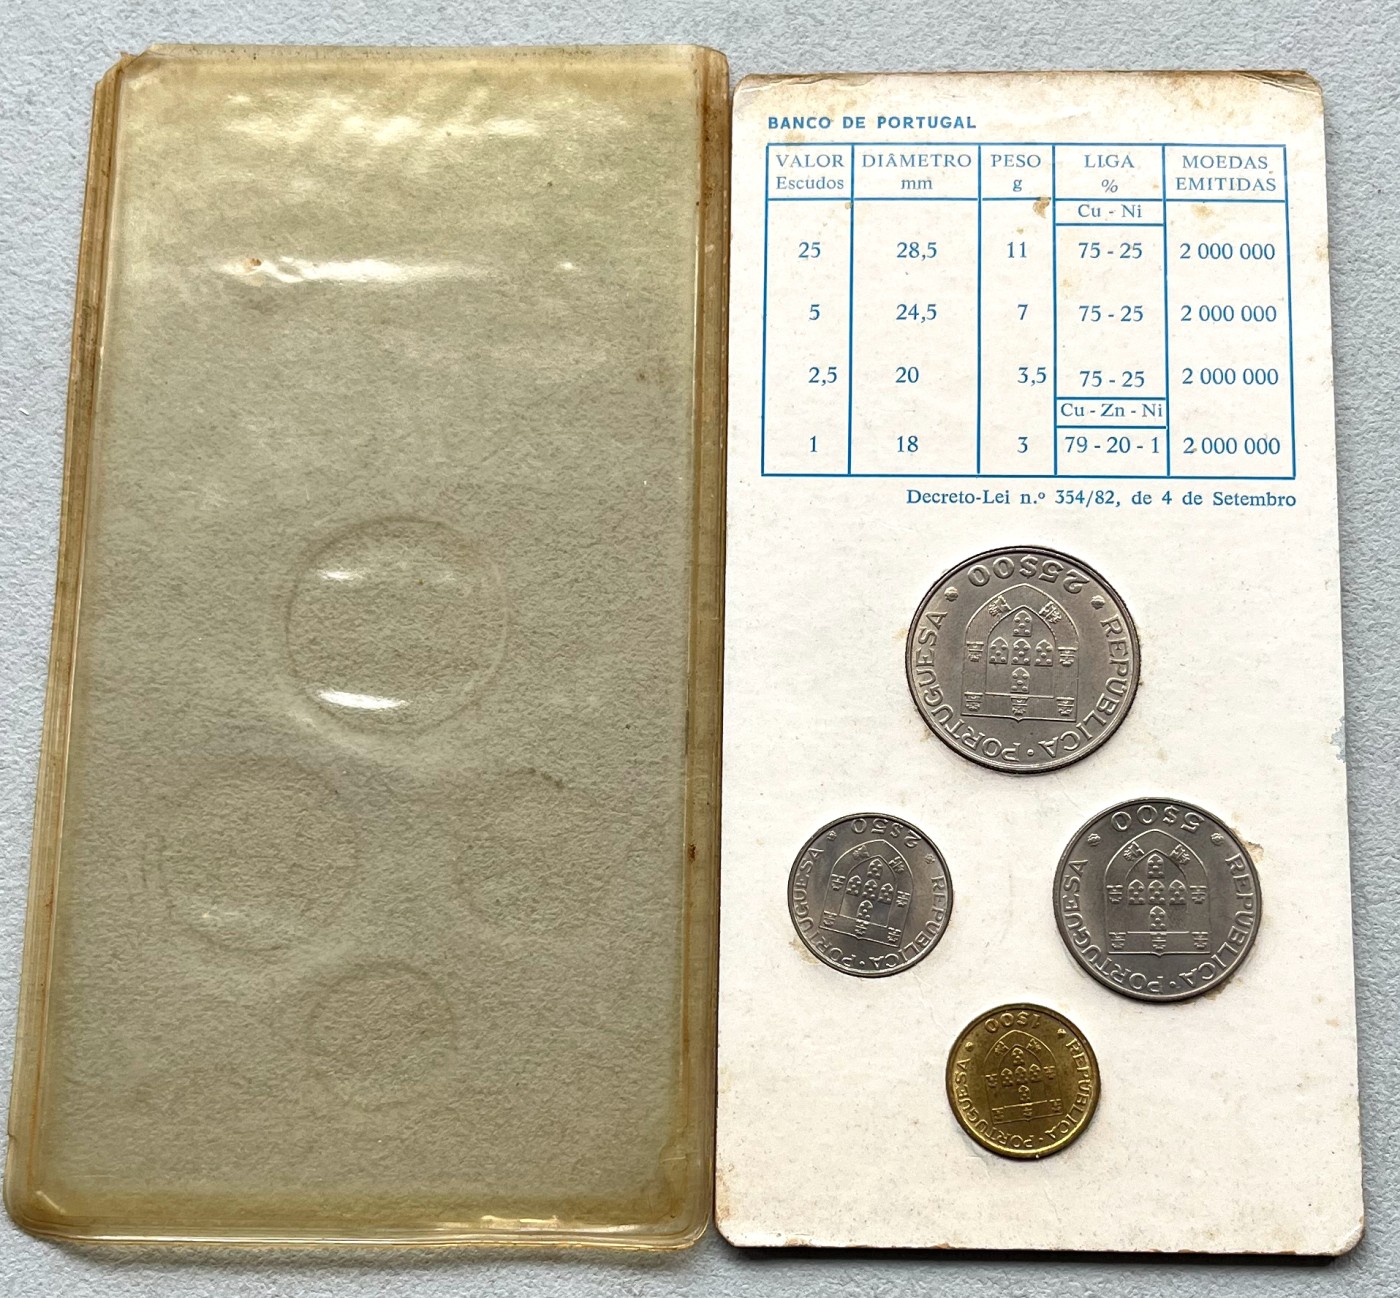 BANCO DE PORTUGAL
VALOR DIÂMETRO PESO LIGA MOEDAS
Escudos mm g % EMITIDAS
Cu - Ni
25 28,5 11 75 - 25 2 000 000
5 24,5 7 75 - 25 2 000 000
2,5 20 3,5 75 - 25 2 000 000
Cu - Zn - Ni
1 18 3 79 - 20 - 1 2 000 000
Decreto-Lei n.º 354/82, de 4 de Setembro
25$00
REPUBLICA · PORTUGUESA
2$50
REPUBLICA · PORTUGUESA
5$00
REPUBLICA · PORTUGUESA
1$00
REPUBLICA · PORTUGUESA